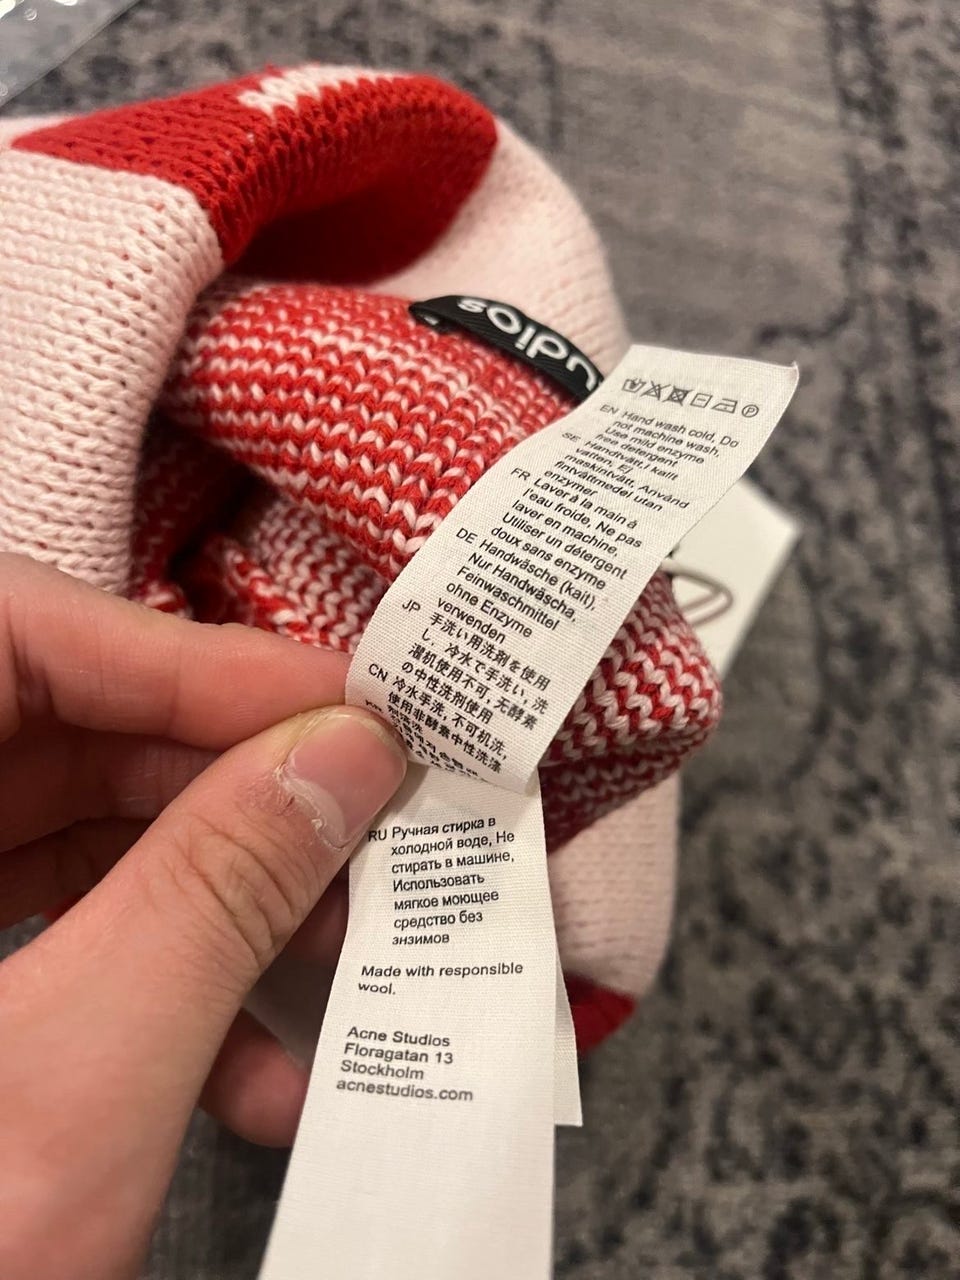 udios
EN Hand wash cold, Do
not machine wash,
Use mild enzyme
free detergent
SE Handtvätt i kallt
vatten, Ej
maskintvätt, Använd
fintvättmedel utan
enzymer
FR Laver à la main à
l'eau froide, Ne pas
laver en machine,
Utiliser un détergent
doux sans enzyme
DE Handwäsche (kalt),
Nur Handwäscha,
Feinwaschmittel
ohne Enzyme
verwenden
JP 手洗い用洗剤を使用
し、冷水で手洗い, 洗
濯机使用不可, 无酵素
の中性洗剤使用
CN 冷水手洗, 不可机洗,
使用非酵素中性洗涤
RU Ручная стирка в
холодной воде, Не
стирать в машине,
Использовать
мягкое моющее
средство без
энзимов
Made with responsible
wool.
Acne Studios
Floragatan 13
Stockholm
acnestudios.com